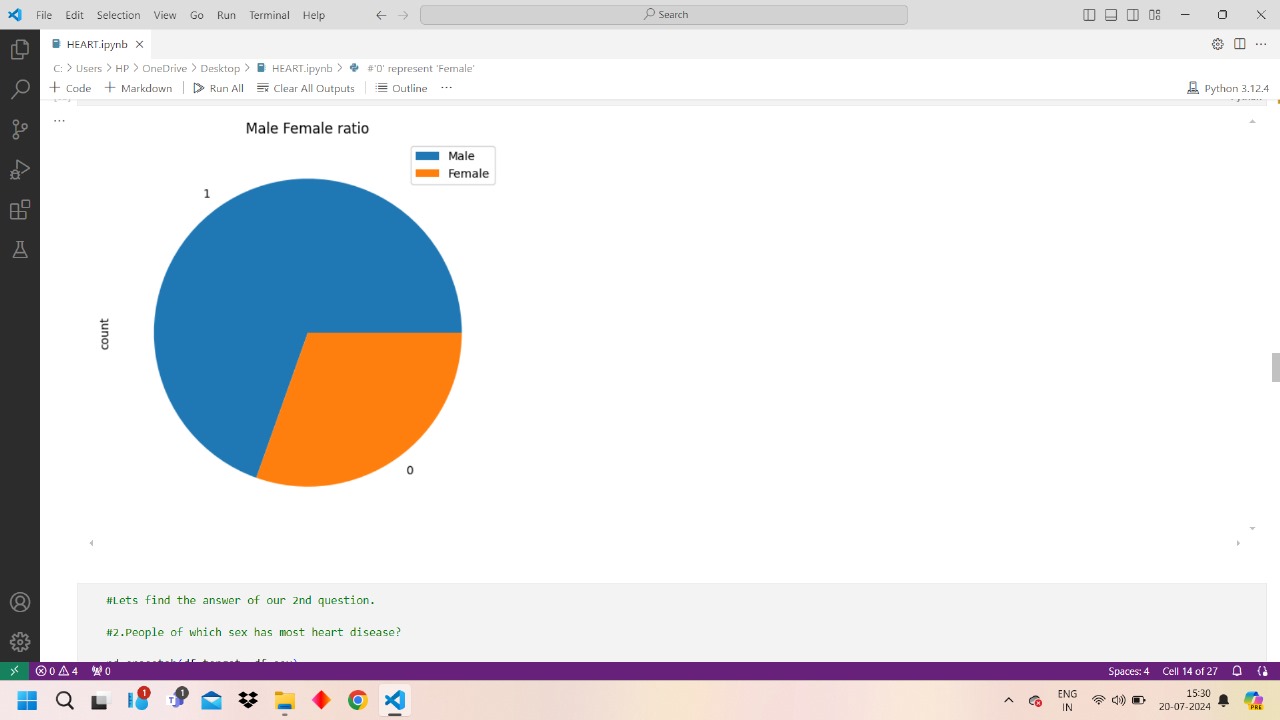 File Edit Selection View Go Run Terminal Help Search
HEART.ipynb
C: > Users > HP > OneDrive > Desktop > HEART.ipynb > #'0' represent 'Female'
+ Code + Markdown Run All Clear All Outputs Outline ... Python 3.12.4
...
Male Female ratio
Male
Female
1
count
0
#Lets find the answer of our 2nd question.
#2.People of which sex has most heart disease?
0 4 0 Spaces: 4 Cell 14 of 27
1 1 ENG 15:30
IN 20-07-2024 PRE